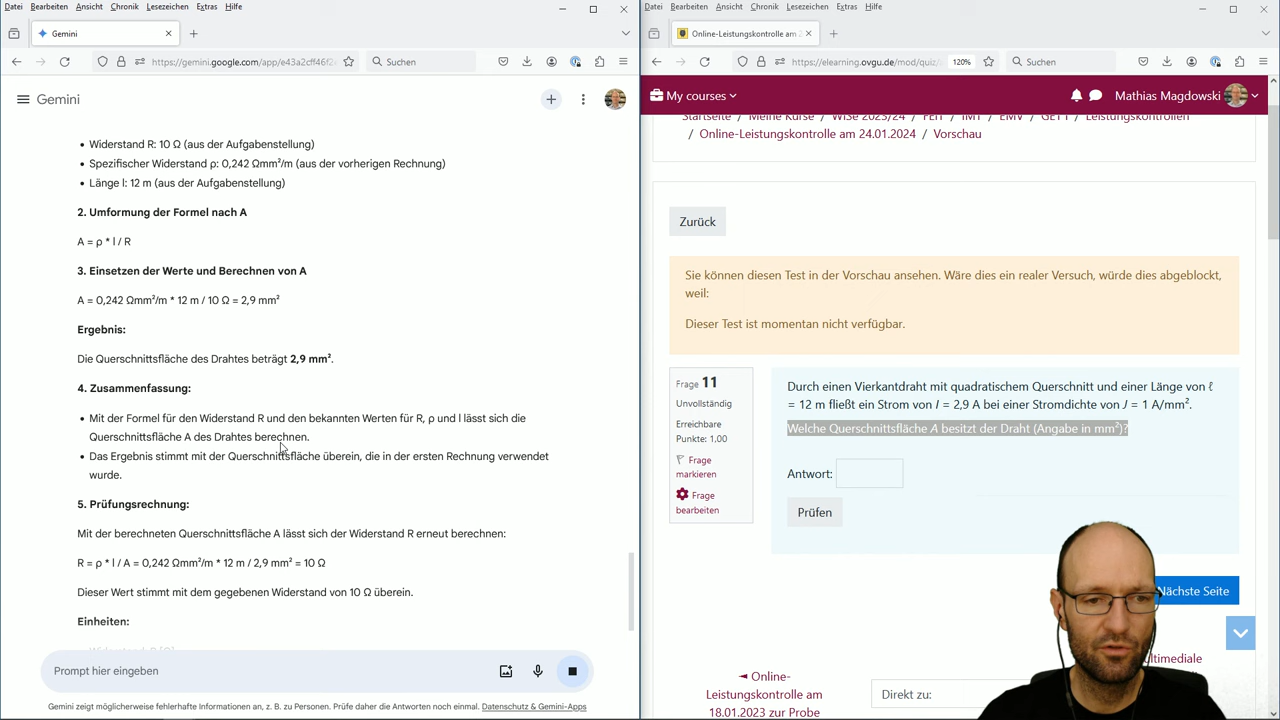 Datei Bearbeiten Ansicht Chronik Lesezeichen Extras Hilfe
Gemini
https://gemini.google.com/app/e43a2cff46f2
Suchen
Gemini
• Widerstand R: 10 Ω (aus der Aufgabenstellung)
• Spezifischer Widerstand ρ: 0,242 Ωmm²/m (aus der vorherigen Rechnung)
• Länge l: 12 m (aus der Aufgabenstellung)
2. Umformung der Formel nach A
A = ρ * l / R
3. Einsetzen der Werte und Berechnen von A
A = 0,242 Ωmm²/m * 12 m / 10 Ω = 2,9 mm²
Ergebnis:
Die Querschnittsfläche des Drahtes beträgt 2,9 mm².
4. Zusammenfassung:
• Mit der Formel für den Widerstand R und den bekannten Werten für R, ρ und l lässt sich die
Querschnittsfläche A des Drahtes berechnen.
• Das Ergebnis stimmt mit der Querschnittsfläche überein, die in der ersten Rechnung verwendet
wurde.
5. Prüfungsrechnung:
Mit der berechneten Querschnittsfläche A lässt sich der Widerstand R erneut berechnen:
R = ρ * l / A = 0,242 Ωmm²/m * 12 m / 2,9 mm² = 10 Ω
Dieser Wert stimmt mit dem gegebenen Widerstand von 10 Ω überein.
Einheiten:
Prompt hier eingeben
Gemini zeigt möglicherweise fehlerhafte Informationen an, z. B. zu Personen. Prüfe daher die Antworten noch einmal. Datenschutz & Gemini-Apps
Datei Bearbeiten Ansicht Chronik Lesezeichen Extras Hilfe
Online-Leistungskontrolle am 2
https://elearning.ovgu.de/mod/quiz/
120%
Suchen
My courses
Mathias Magdowski
Startseite / Meine Kurse / WiSe 2023/24 / FEIT / IMT / EMV / GET1 / Leistungskontrollen
/ Online-Leistungskontrolle am 24.01.2024 / Vorschau
Zurück
Sie können diesen Test in der Vorschau ansehen. Wäre dies ein realer Versuch, würde dies abgeblockt,
weil:
Dieser Test ist momentan nicht verfügbar.
Frage 11
Unvollständig
Erreichbare
Punkte: 1,00
Frage
markieren
Frage
bearbeiten
Durch einen Vierkantdraht mit quadratischem Querschnitt und einer Länge von ℓ
= 12 m fließt ein Strom von I = 2,9 A bei einer Stromdichte von J = 1 A/mm².
Welche Querschnittsfläche A besitzt der Draht (Angabe in mm²)?
Antwort:
Prüfen
Nächste Seite
◄ Online-
Leistungskontrolle am
18.01.2023 zur Probe
Direkt zu:
ultimediale